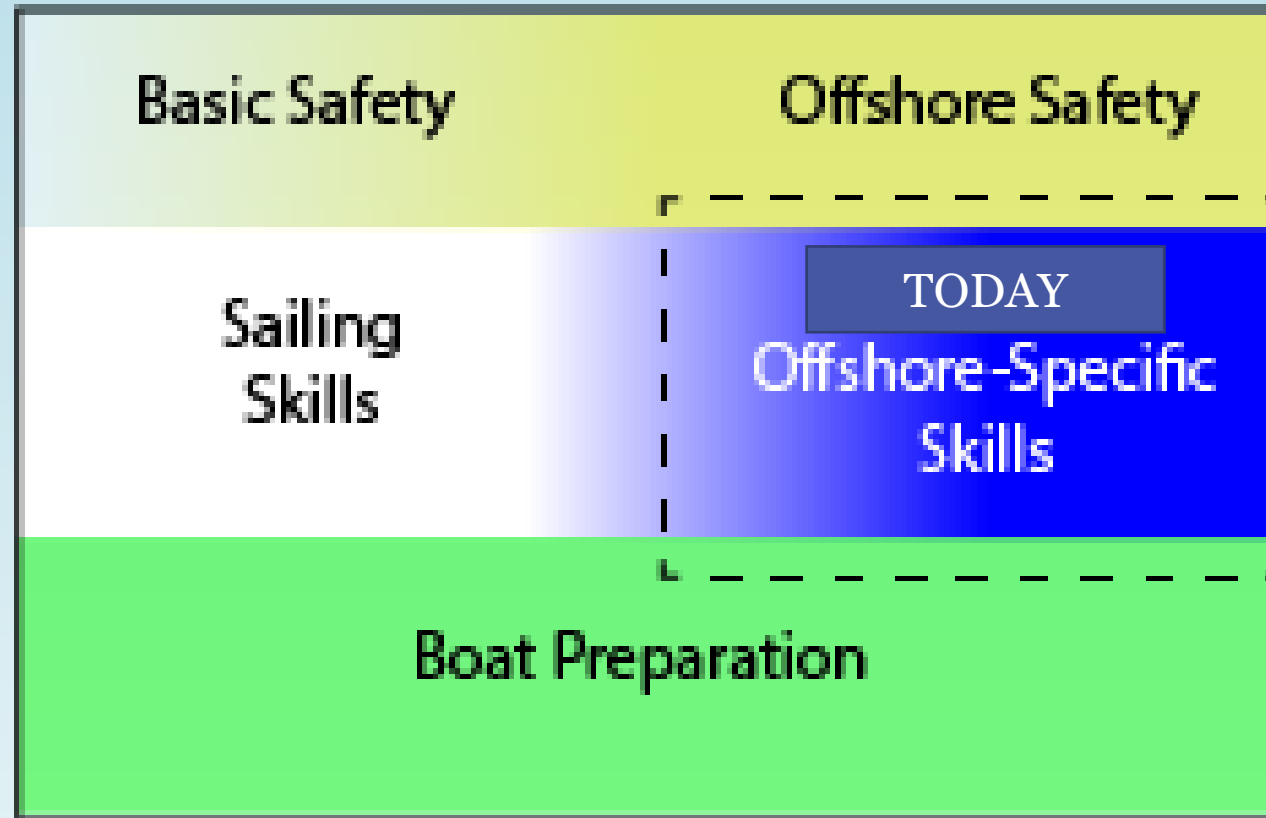 Basic Safety
Offshore Safety
Sailing
Skills
TODAY
Offshore-Specific
Skills
Boat Preparation